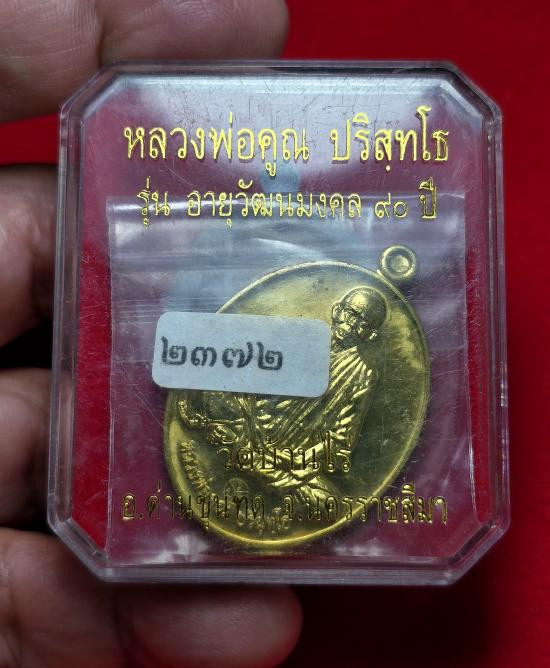 หลวงพ่อคูณ ปริสุทฺโธ
รุ่น อายุวัฒนมงคล ๙๐ ปี
๒๓๗๒
วัดบ้านไร่
อ.ด่านขุนทด จ.นครราชสีมา